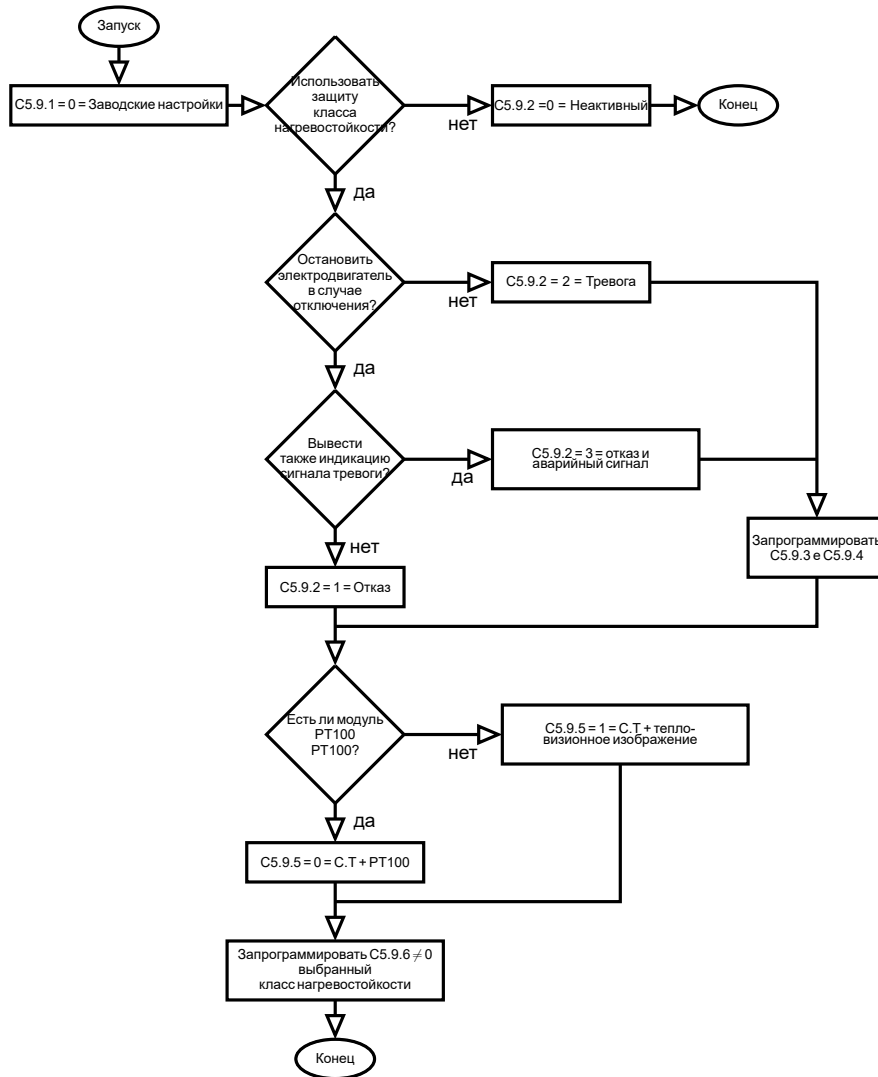 Запуск
C5.9.1 = 0 = Заводские настройки
Использовать
защиту
класса
нагревостойкости?
нет
C5.9.2 =0 = Неактивный
Конец
да
Остановить
электродвигатель
в случае
отключения?
нет
C5.9.2 = 2 = Тревога
да
Вывести
также индикацию
сигнала тревоги?
да
C5.9.2 = 3 = отказ и
аварийный сигнал
Запрограммировать
C5.9.3 e C5.9.4
нет
C5.9.2 = 1 = Отказ
Есть ли модуль
PT100
PT100?
нет
C5.9.5 = 1 = С.Т + тепло-
визионное изображение
да
C5.9.5 = 0 = С.Т + PT100
Запрограммировать C5.9.6 ≠ 0
выбранный
класс нагревостойкости
Конец